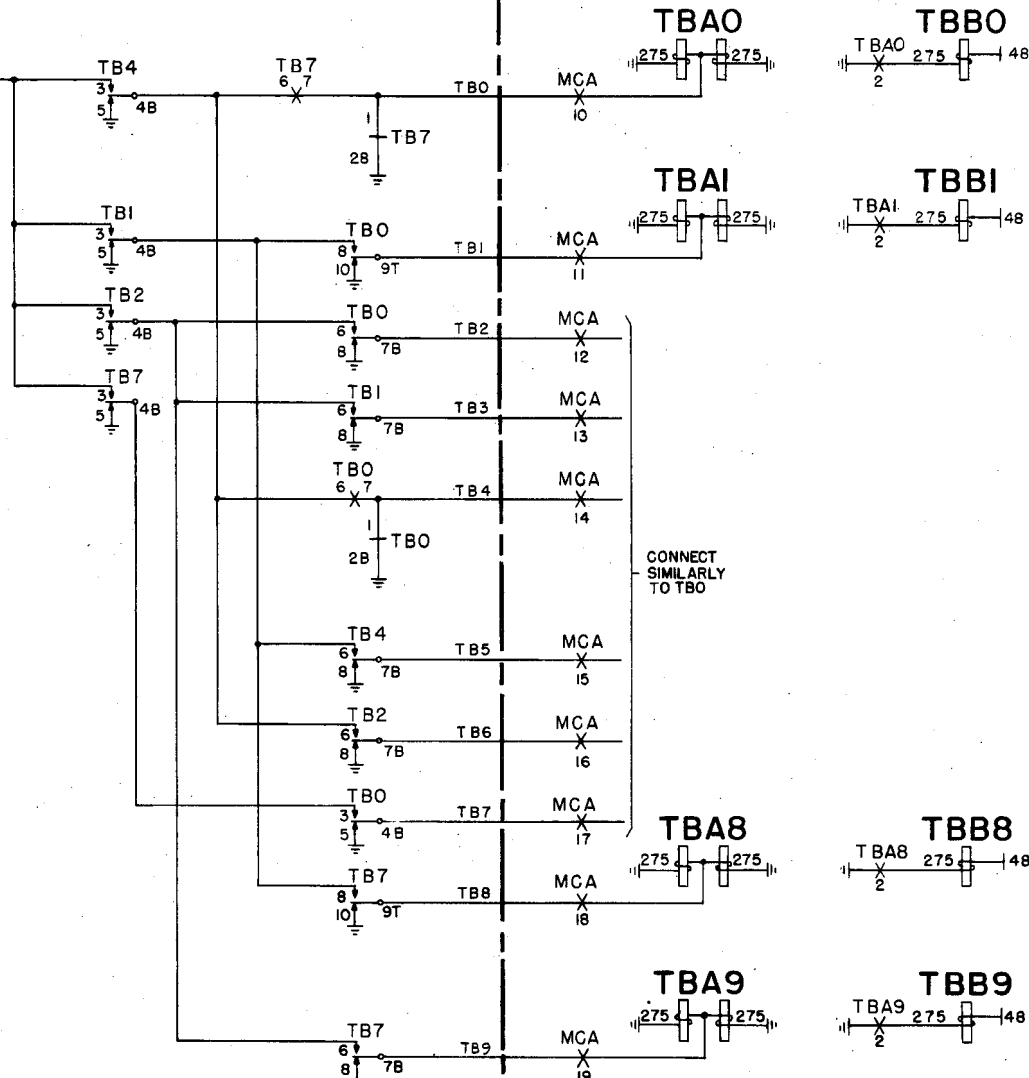 TBA0 TBB0
275 275 TBA0 275 48
2
TB4 TB7 MCA
3 6 7 TB0
5 4B 10
1
TB7
2B
TBA1 TBB1
275 275 TBA1 275 48
2
TB1 TB0 MCA
3 8 TB1
5 4B 10 9T 11
TB2 TB0 MCA
3 6 TB2
5 4B 8 7B 12
TB7 TB1 MCA
3 6 TB3
5 4B 8 7B 13
TB0 MCA
6 7 TB4
14
1
TB0
2B
CONNECT
SIMILARLY
TO TB0
TB4 MCA
6 TB5
8 7B 15
TB2 MCA
6 TB6
8 7B 16
TB0 MCA
3 TB7
5 4B 17
TBA8 TBB8
275 275 TBA8 275 48
2
TB7 MCA
8 TB8
10 9T 18
TBA9 TBB9
275 275 TBA9 275 48
2
TB7 MCA
6 TB9
8 7B 19